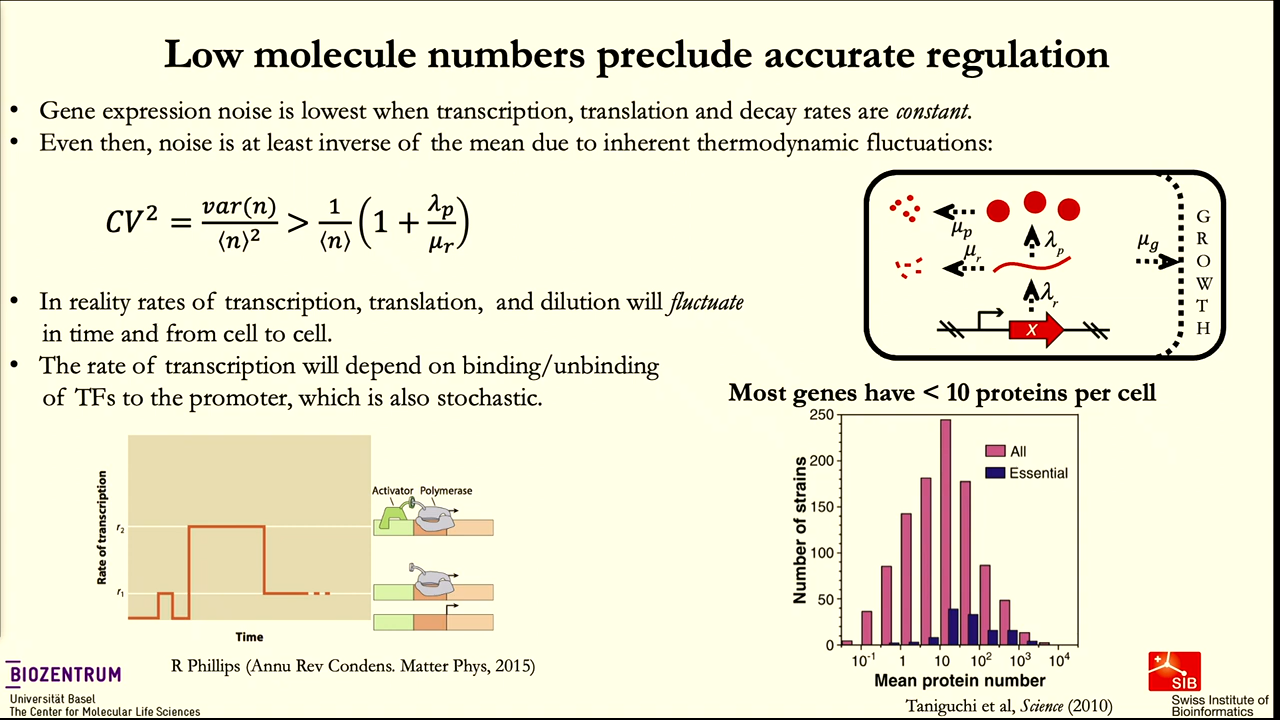 Low molecule numbers preclude accurate regulation
• Gene expression noise is lowest when transcription, translation and decay rates are constant.
• Even then, noise is at least inverse of the mean due to inherent thermodynamic fluctuations:
CV² = var(n)/⟨n⟩² > 1/⟨n⟩ (1 + λp/μr)
• In reality rates of transcription, translation, and dilution will fluctuate
in time and from cell to cell.
• The rate of transcription will depend on binding/unbinding
of TFs to the promoter, which is also stochastic.
μp
λp
μr
λr
X
μg
GROWTH
Rate of transcription
r₂
r₁
Time
Activator Polymerase
R Phillips (Annu Rev Condens. Matter Phys, 2015)
Most genes have < 10 proteins per cell
Number of strains
250
200
150
100
50
0
All
Essential
10⁻¹ 1 10 10² 10³ 10⁴
Mean protein number
Taniguchi et al, Science (2010)
BIOZENTRUM
Universität Basel
The Center for Molecular Life Sciences
SIB
Swiss Institute of
Bioinformatics